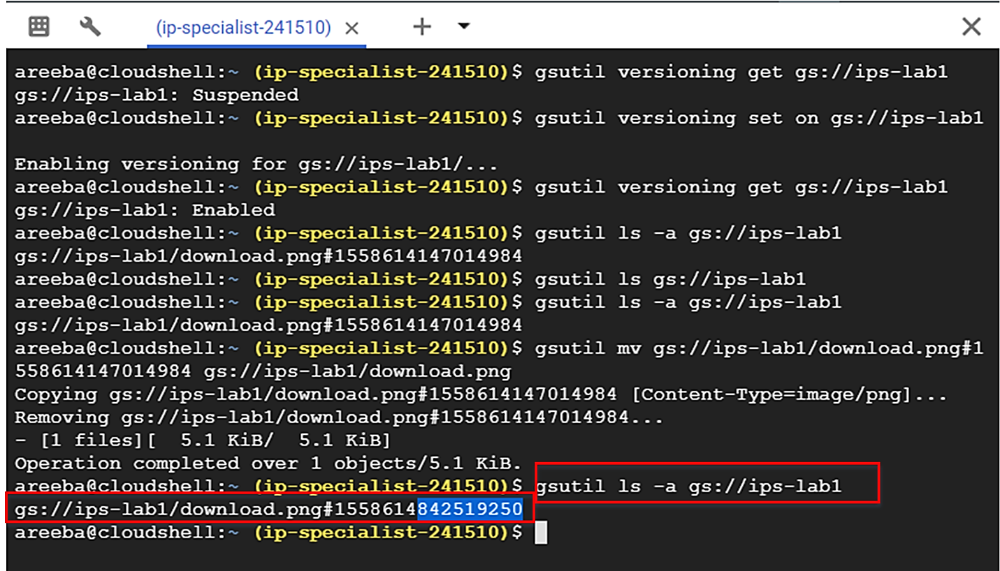 (ip-specialist-241510)
areeba@cloudshell:~ (ip-specialist-241510)$ gsutil versioning get gs://ips-lab1
gs://ips-lab1: Suspended
areeba@cloudshell:~ (ip-specialist-241510)$ gsutil versioning set on gs://ips-lab1
Enabling versioning for gs://ips-lab1/...
areeba@cloudshell:~ (ip-specialist-241510)$ gsutil versioning get gs://ips-lab1
gs://ips-lab1: Enabled
areeba@cloudshell:~ (ip-specialist-241510)$ gsutil ls -a gs://ips-lab1
gs://ips-lab1/download.png#1558614147014984
areeba@cloudshell:~ (ip-specialist-241510)$ gsutil ls gs://ips-lab1
areeba@cloudshell:~ (ip-specialist-241510)$ gsutil ls -a gs://ips-lab1
gs://ips-lab1/download.png#1558614147014984
areeba@cloudshell:~ (ip-specialist-241510)$ gsutil mv gs://ips-lab1/download.png#1
558614147014984 gs://ips-lab1/download.png
Copying gs://ips-lab1/download.png#1558614147014984 [Content-Type=image/png]...
Removing gs://ips-lab1/download.png#1558614147014984...
- [1 files][  5.1 KiB/  5.1 KiB]
Operation completed over 1 objects/5.1 KiB.
areeba@cloudshell:~ (ip-specialist-241510)$ gsutil ls -a gs://ips-lab1
gs://ips-lab1/download.png#1558614842519250
areeba@cloudshell:~ (ip-specialist-241510)$